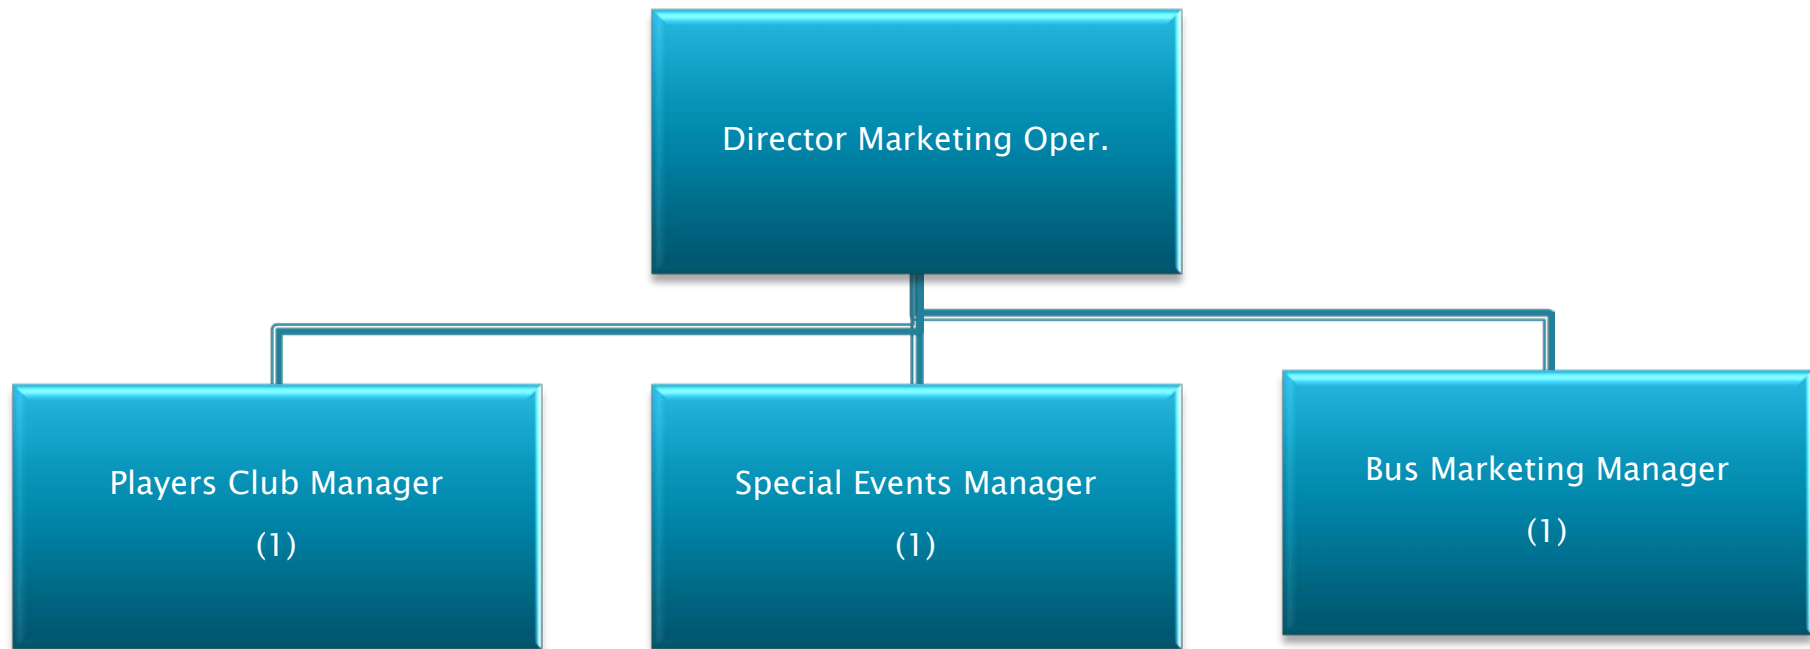 Director Marketing Oper.
Players Club Manager
(1)
Special Events Manager
(1)
Bus Marketing Manager
(1)